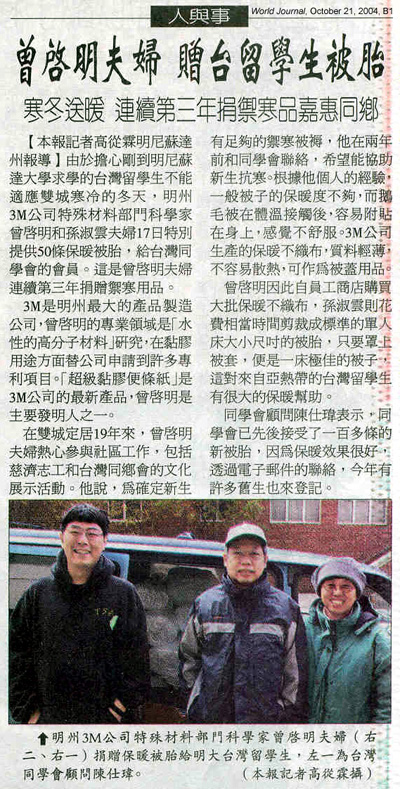 人與事
World Journal, October 21, 2004, B1
曾啓明夫婦 贈台留學生被胎
寒冬送暖 連續第三年捐禦寒品嘉惠同鄉
【本報記者高從霖明尼蘇達
州報導】由於擔心剛到明尼蘇
達大學求學的台灣留學生不能
適應雙城寒冷的冬天，明州
3M公司特殊材料部門科學家
曾啓明和孫淑雲夫婦17日特別
提供50條保暖被胎，給台灣同
學會的會員。這是曾啓明夫婦
連續第三年捐禦寒用品。
3M是明州最大的產品製造
公司，曾啓明的專業領域是「水
性的高分子材料」研究，在黏膠
用途方面替公司申請到許多專
利項目。「超級黏膠便條紙」是
3M公司的最新產品，曾啓明是
主要發明人之一。
在雙城定居19年來，曾啓明
夫婦熱心參與社區工作，包括
慈濟志工和台灣同鄉會的文化
展示活動。他說，為確定新生
有足夠的禦寒被褥，他在兩年
前和同學會聯絡，希望能協助
新生抗寒。根據他個人的經驗，
一般被子的保暖度不夠，而鵝
毛被在體溫接觸後，容易附貼
在身上，感覺不舒服。3M公司
生產的保暖不織布，質料輕薄，
不容易散熱，可作為被蓋用品。
曾啓明因此自員工商店購買
大批保暖不織布，孫淑雲則花
費相當時間剪裁成標準的單人
床大小尺吋的被胎，只要罩上
被套，便是一床極佳的被子，
這對來自亞熱帶的台灣留學生
有很大的保暖幫助。
同學會顧問陳仕瑋表示，同
學會已先後接受了一百多條的
新被胎，因為保暖效果很好，
透過電子郵件的聯絡，今年有
許多舊生也來登記。
⬆明州3M公司特殊材料部門科學家曾啓明夫婦（右
二、右一）捐贈保暖被胎給明大台灣留學生，左一為台灣
同學會顧問陳仕瑋。（本報記者高從霖攝）